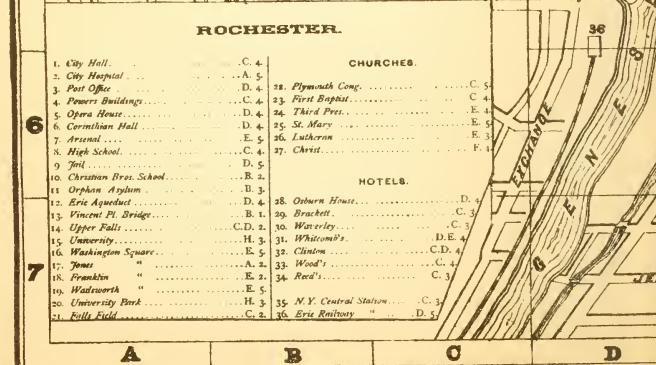 ROCHESTER.
1. City Hall. C. 4.
2. City Hospital A. 5.
3. Post Office D. 4.
4. Powers Buildings C. 4.
5. Opera House D. 4.
6. Corinthian Hall D. 4.
7. Arsenal E. 5.
8. High School C. 4.
9 Jail D. 5.
10. Christian Bros. School B. 2.
11 Orphan Asylum B. 3.
12. Eric Aqueduct D. 4.
13. Vincent Pl. Bridge B. 1.
14. Upper Falls C.D. 2.
15. University H. 3.
16. Washington Square E. 5.
17. Jones " A. 2.
18. Franklin " E. 2.
19. Wadsworth " E. 5.
20. University Park H. 3.
21. Falls Field C. 2.
CHURCHES.
22. Plymouth Cong. C. 5.
23. First Baptist C 4.
24. Third Pres. E. 4
25. St. Mary E. 5
26. Lutheran E. 3
27. Christ F. 4
HOTELS.
28. Osburn House D. 4
29. Brackett C. 3
30. Waverley C. 3
31. Whitcomb's D.E. 4
32. Clinton C.D. 4.
33. Wood's C. 4
34. Reed's C. 3
35. N.Y. Central Station C. 3.
36. Eric Railway " D. 5.
36
EXCHANGE
GENES
JE
6
7
A B C D